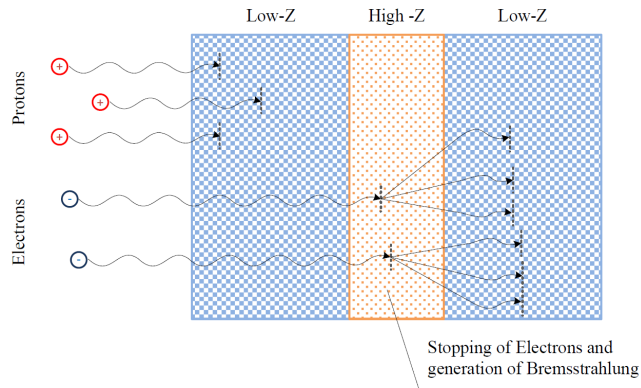 Low-Z
High -Z
Low-Z
Protons
+
+
+
Electrons
-
-
Stopping of Electrons and
generation of Bremsstrahlung